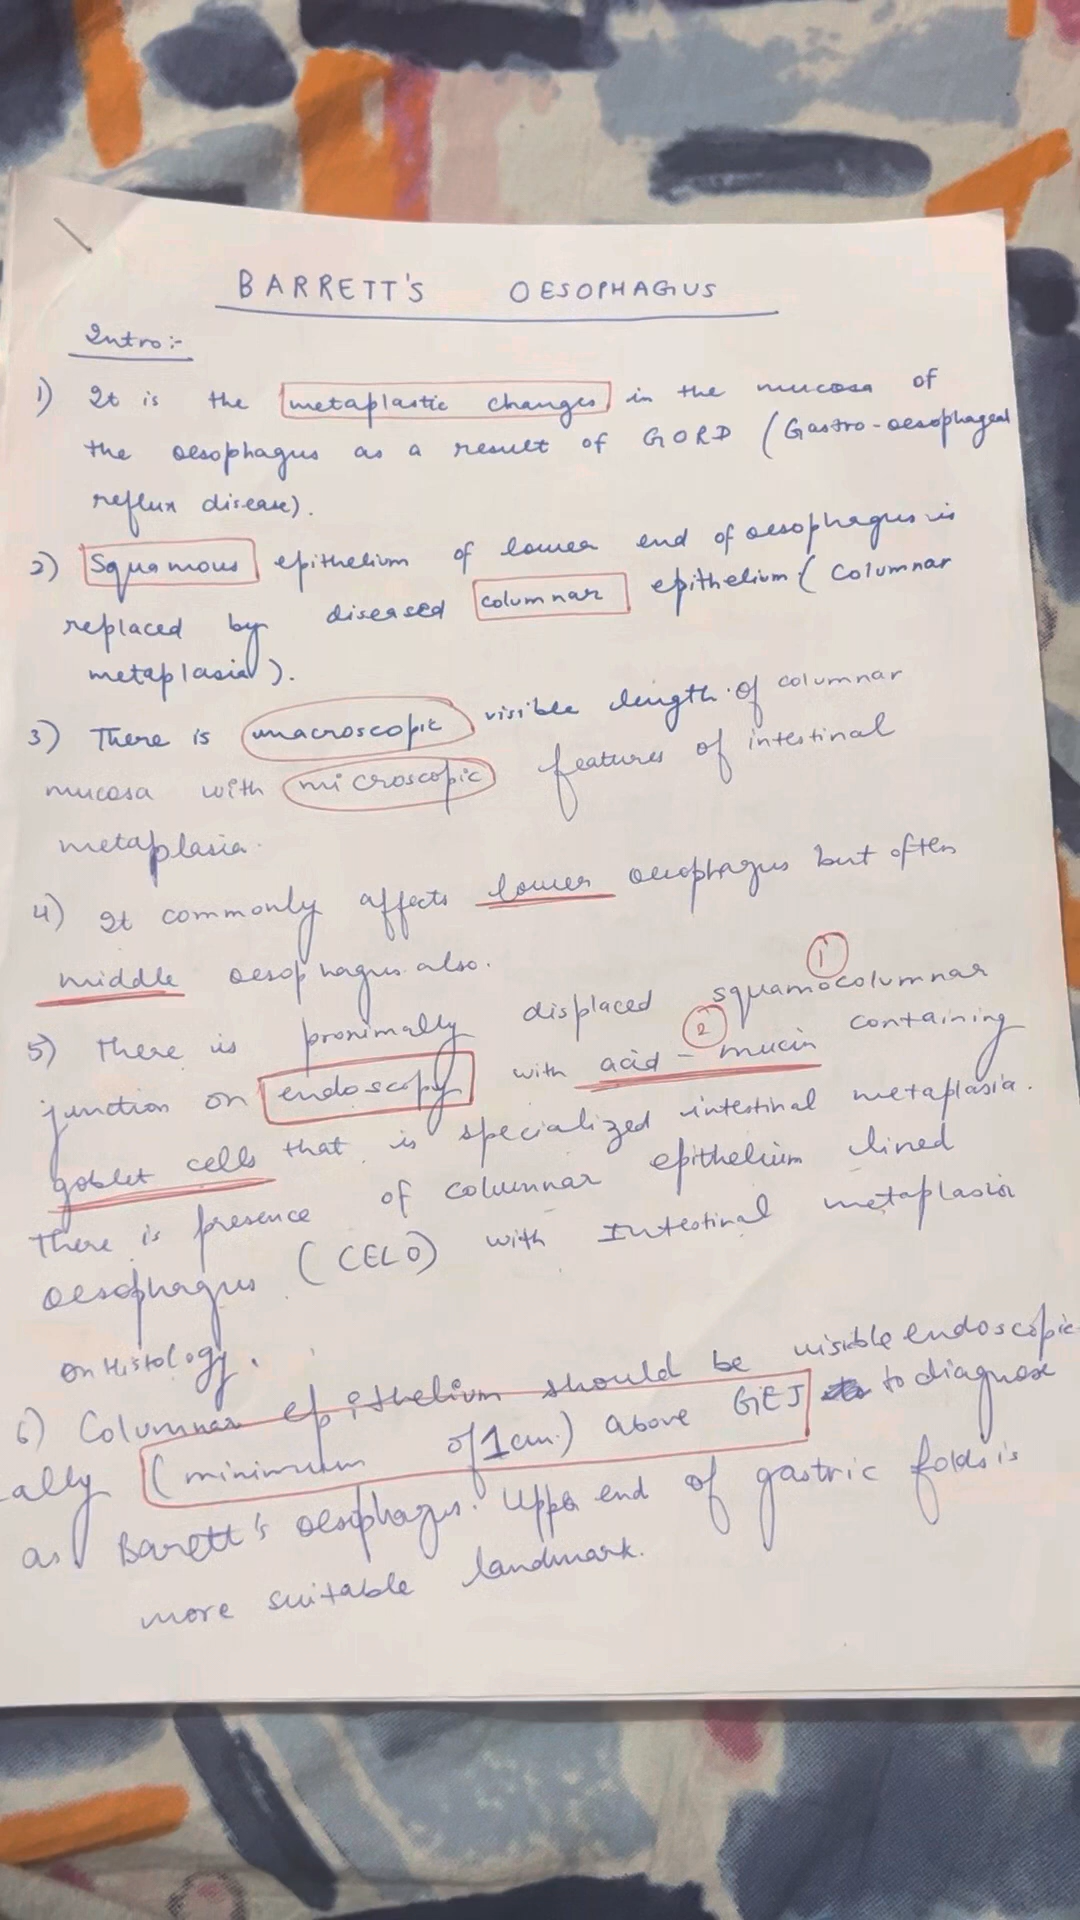 BARRETT'S OESOPHAGUS
Intro:-
1) It is the metaplastic changes in the mucosa of
the oesophagus as a result of GORD (Gastro-oesophageal
reflux disease).
2) Squamous epithelium of lower end of oesophagus is
replaced by diseased columnar epithelium (Columnar
metaplasia).
3) There is macroscopic visible length of columnar
mucosa with microscopic features of intestinal
metaplasia.
4) It commonly affects lower oesophagus but often
middle oesophagus also.
1
5) There is proximally displaced squamocolumnar
2
junction on endoscopy with acid-mucin containing
goblet cells that is specialized intestinal metaplasia.
There is presence of columnar epithelium lined
oesophagus (CELO) with Intestinal metaplasia
on Histology.
6) Columnar epithelium should be visible endoscopic-
ally (minimum of 1cm.) above GEJ to diagnose
as Barett's oesophagus. Upper end of gastric folds is
more suitable landmark.